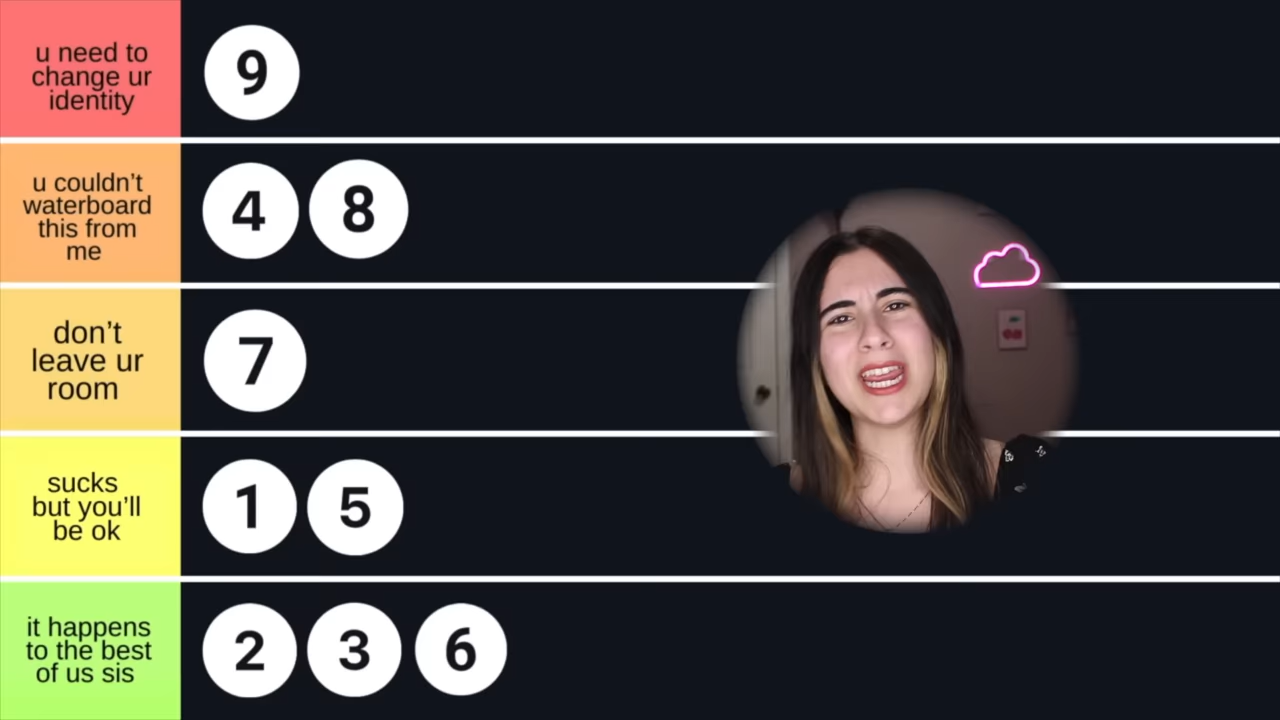 u need to
change ur
identity
9
u couldn't
waterboard
this from
me
4 8
don't
leave ur
room
7
sucks
but you'll
be ok
1 5
it happens
to the best
of us sis
2 3 6